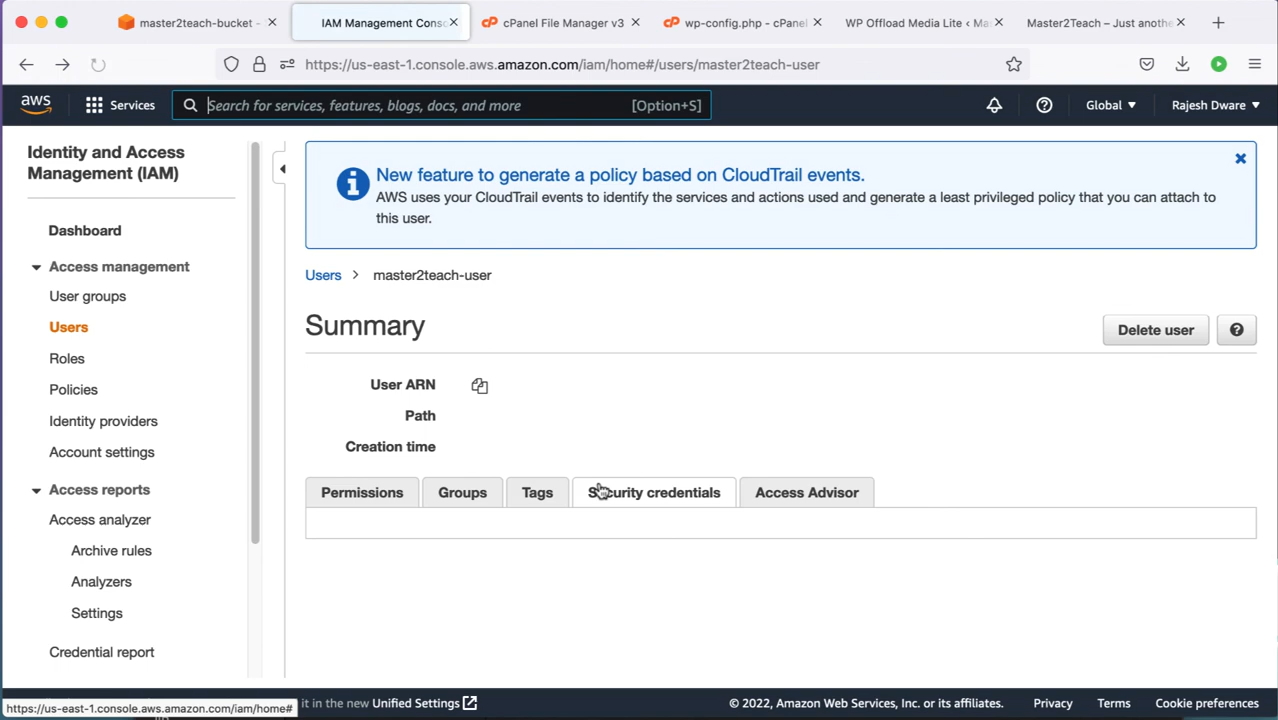 master2teach-bucket -
IAM Management Conso
cPanel File Manager v3
wp-config.php - cPanel
WP Offload Media Lite ‹ Ma
Master2Teach – Just anothe
https://us-east-1.console.aws.amazon.com/iam/home#/users/master2teach-user
aws
Services
Search for services, features, blogs, docs, and more
[Option+S]
Global
Rajesh Dware
Identity and Access
Management (IAM)
Dashboard
Access management
User groups
Users
Roles
Policies
Identity providers
Account settings
Access reports
Access analyzer
Archive rules
Analyzers
Settings
Credential report
New feature to generate a policy based on CloudTrail events.
AWS uses your CloudTrail events to identify the services and actions used and generate a least privileged policy that you can attach to
this user.
Users > master2teach-user
Summary
Delete user
User ARN
Path
Creation time
Permissions
Groups
Tags
Security credentials
Access Advisor
https://us-east-1.console.aws.amazon.com/iam/home#
it in the new Unified Settings
© 2022, Amazon Web Services, Inc. or its affiliates.
Privacy
Terms
Cookie preferences